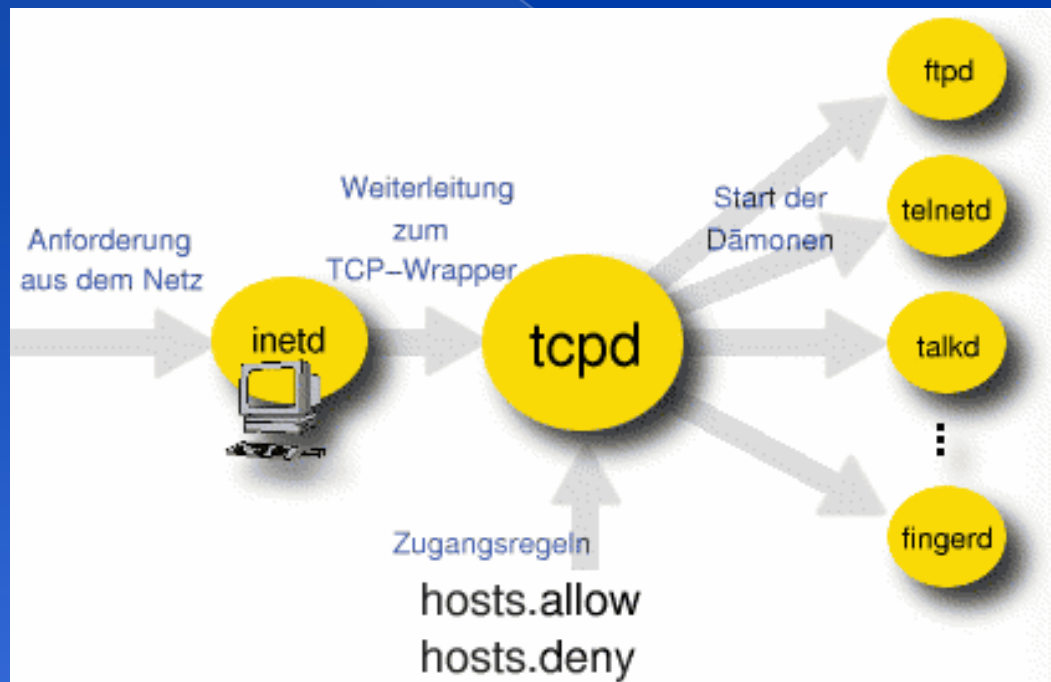 Anforderung
aus dem Netz
inetd
Weiterleitung
zum
TCP–Wrapper
tcpd
Zugangsregeln
hosts.allow
hosts.deny
Start der
Dämonen
ftpd
telnetd
talkd
fingerd